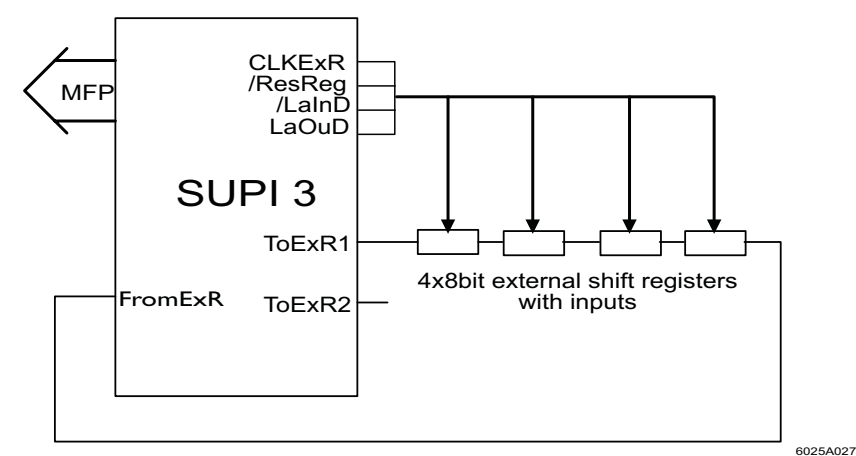 CLKExR
/ResReg
MFP
/LaInD
LaOuD
SUPI 3
ToExR1
4x8bit external shift registers
with inputs
FromExR
ToExR2
6025A027